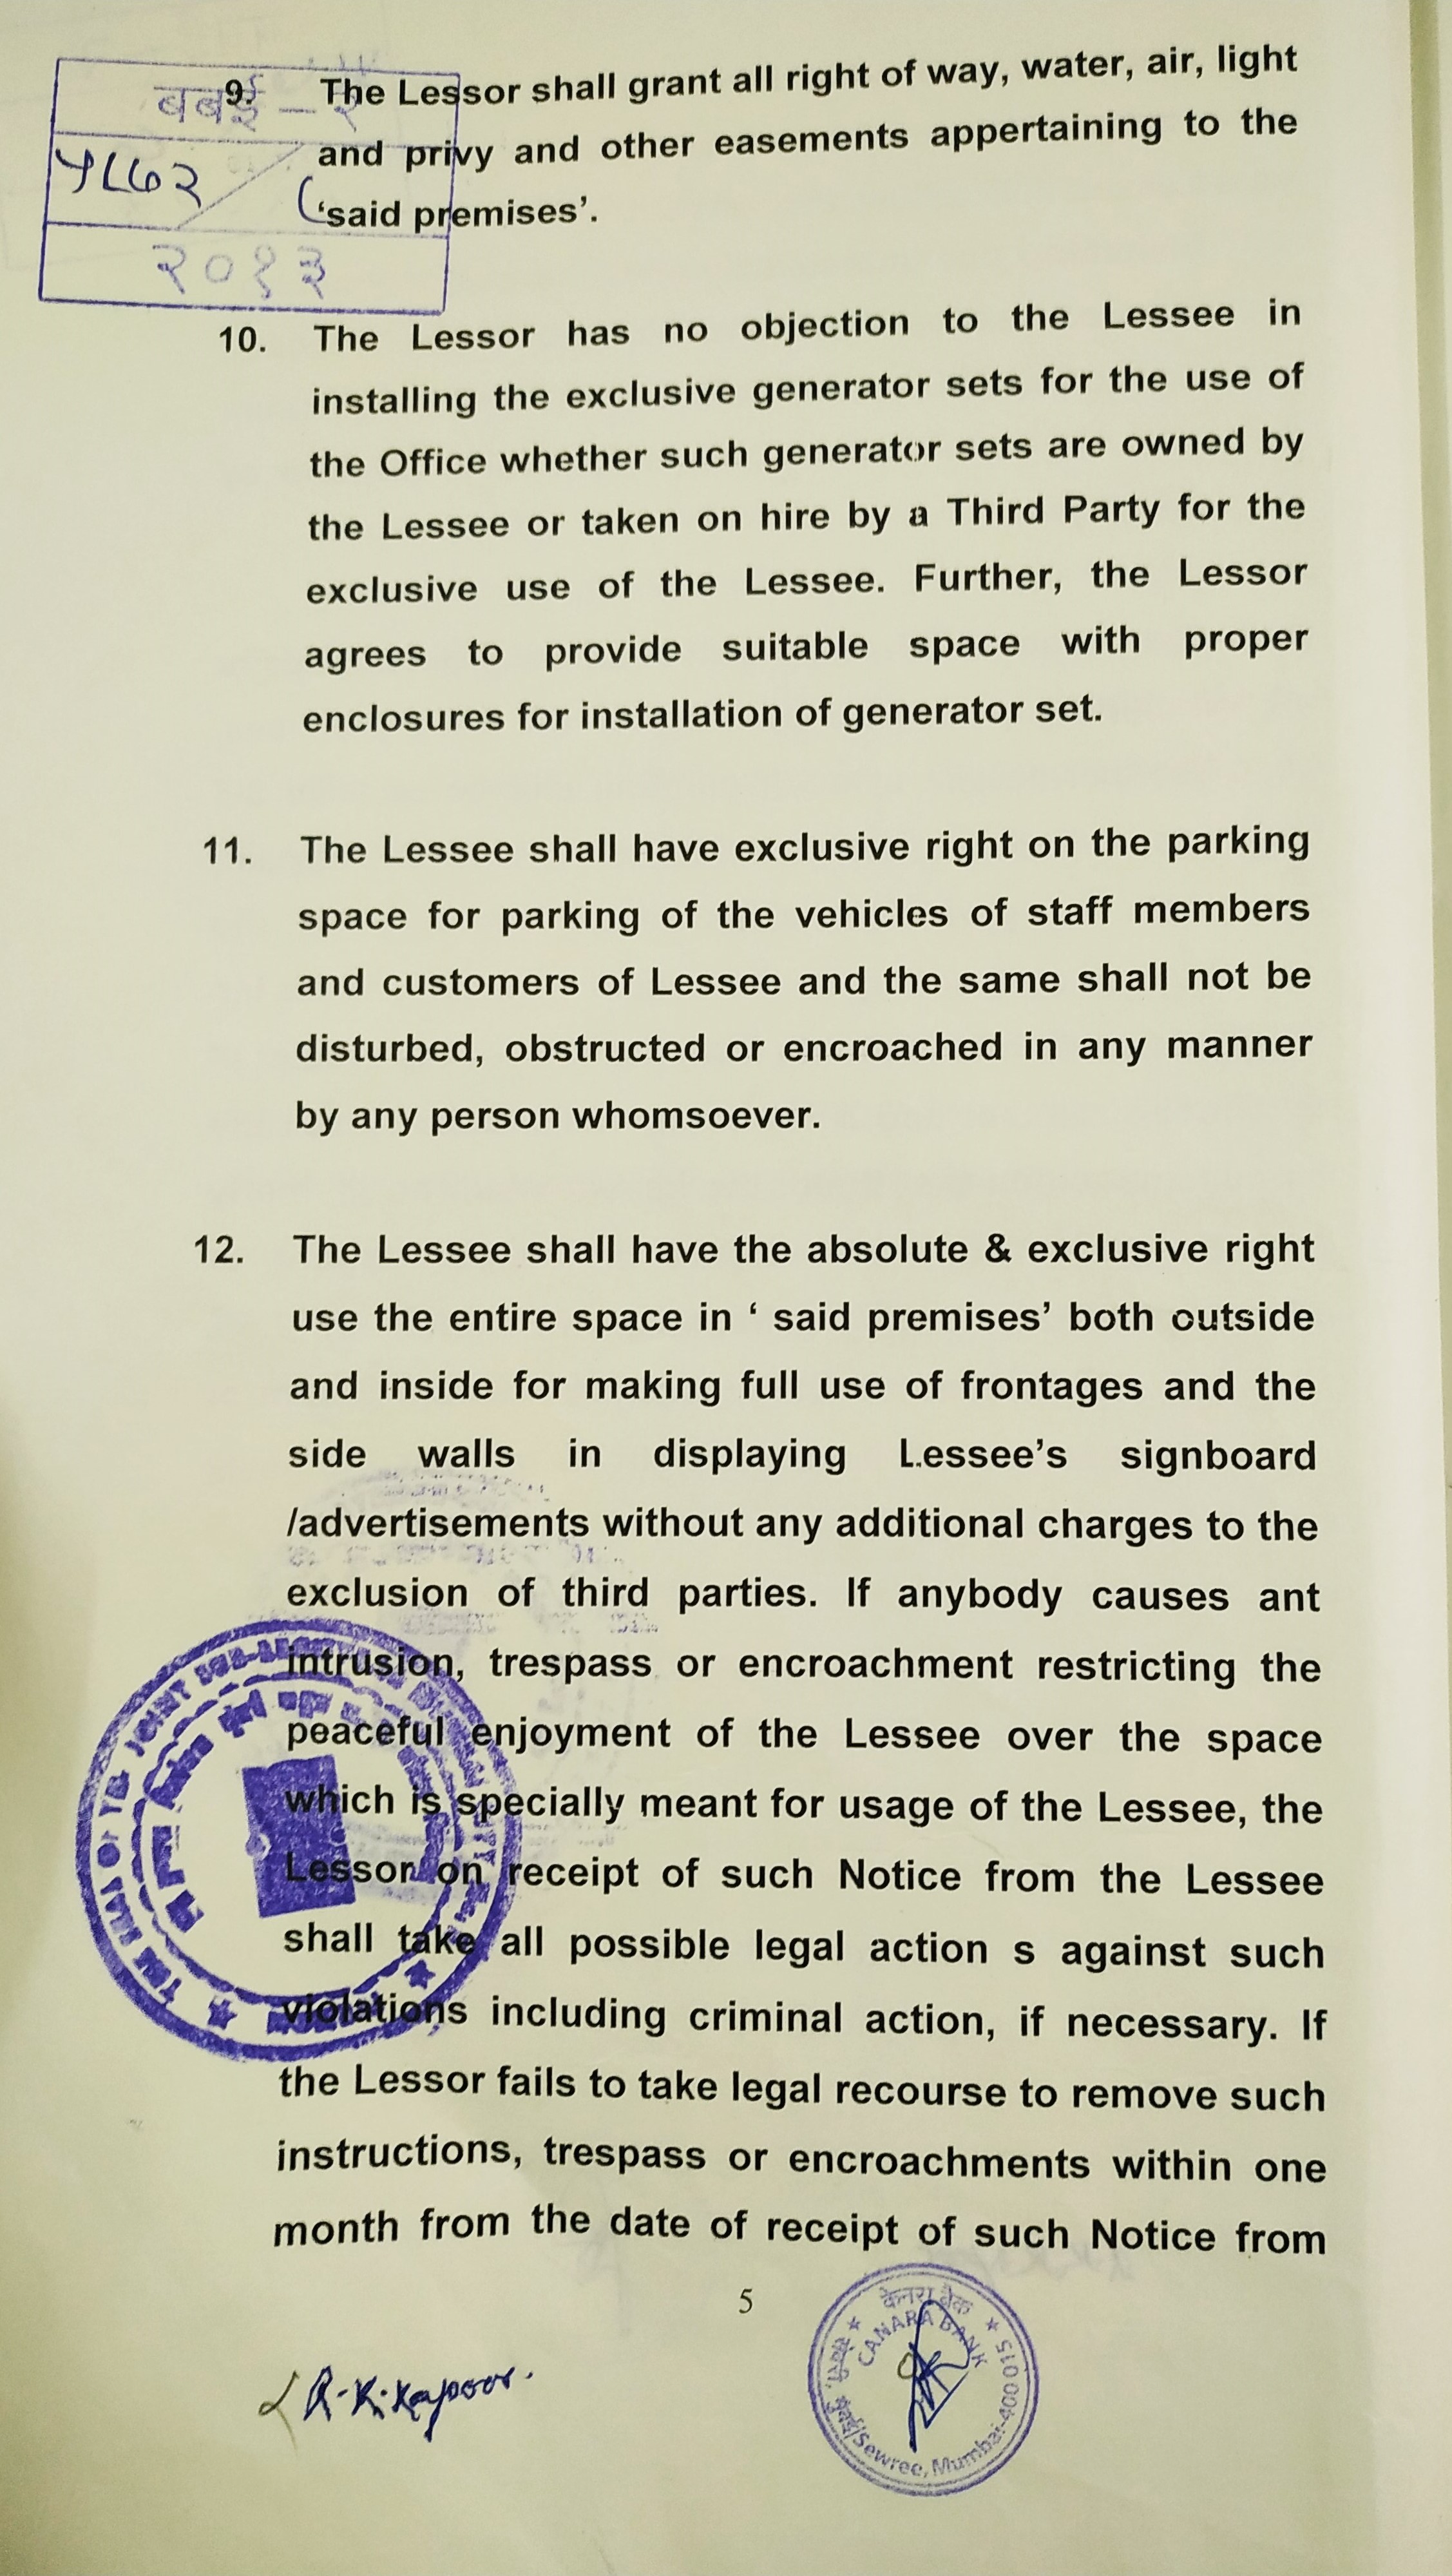 बबई - १
५८७२
२०१३
9. The Lessor shall grant all right of way, water, air, light
and privy and other easements appertaining to the
‘said premises’.
10. The Lessor has no objection to the Lessee in
installing the exclusive generator sets for the use of
the Office whether such generator sets are owned by
the Lessee or taken on hire by a Third Party for the
exclusive use of the Lessee. Further, the Lessor
agrees to provide suitable space with proper
enclosures for installation of generator set.
11. The Lessee shall have exclusive right on the parking
space for parking of the vehicles of staff members
and customers of Lessee and the same shall not be
disturbed, obstructed or encroached in any manner
by any person whomsoever.
12. The Lessee shall have the absolute & exclusive right
use the entire space in ‘ said premises’ both outside
and inside for making full use of frontages and the
side walls in displaying Lessee’s signboard
/advertisements without any additional charges to the
exclusion of third parties. If anybody causes ant
intrusion, trespass or encroachment restricting the
peaceful enjoyment of the Lessee over the space
which is specially meant for usage of the Lessee, the
Lessor on receipt of such Notice from the Lessee
shall take all possible legal action s against such
violations including criminal action, if necessary. If
the Lessor fails to take legal recourse to remove such
instructions, trespass or encroachments within one
month from the date of receipt of such Notice from
THE SEAL OF THE JOINT SUB-
5
R.K.Kapoor.
केनरा बैंक
CANARA BANK
मुंबई/Sewree, Mumbai-400 015